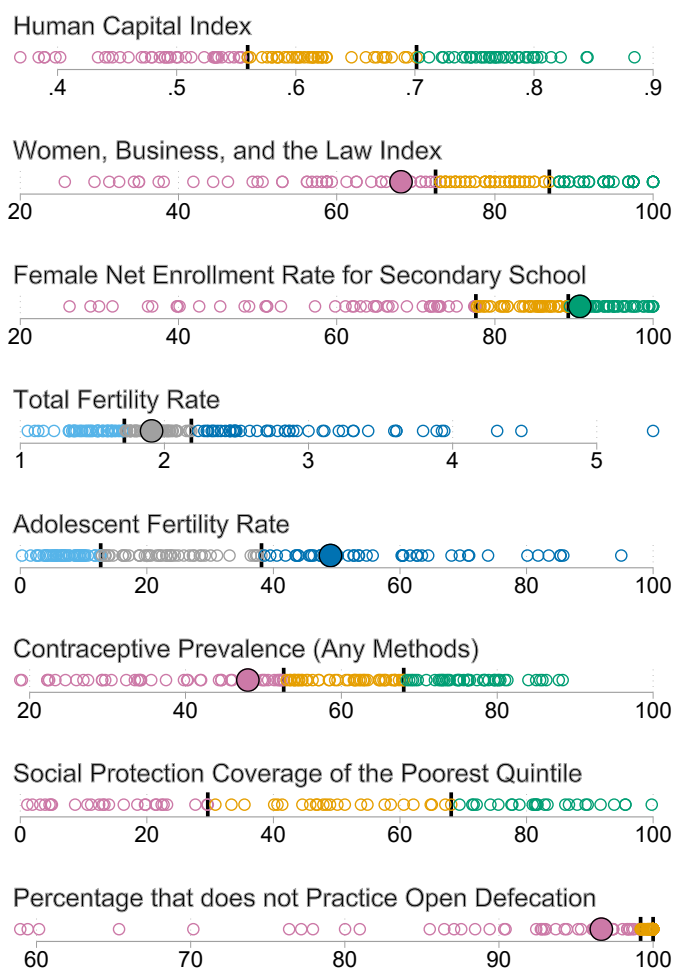 Human Capital Index
.4 .5 .6 .7 .8 .9
Women, Business, and the Law Index
20 40 60 80 100
Female Net Enrollment Rate for Secondary School
20 40 60 80 100
Total Fertility Rate
1 2 3 4 5
Adolescent Fertility Rate
0 20 40 60 80 100
Contraceptive Prevalence (Any Methods)
20 40 60 80 100
Social Protection Coverage of the Poorest Quintile
0 20 40 60 80 100
Percentage that does not Practice Open Defecation
60 70 80 90 100